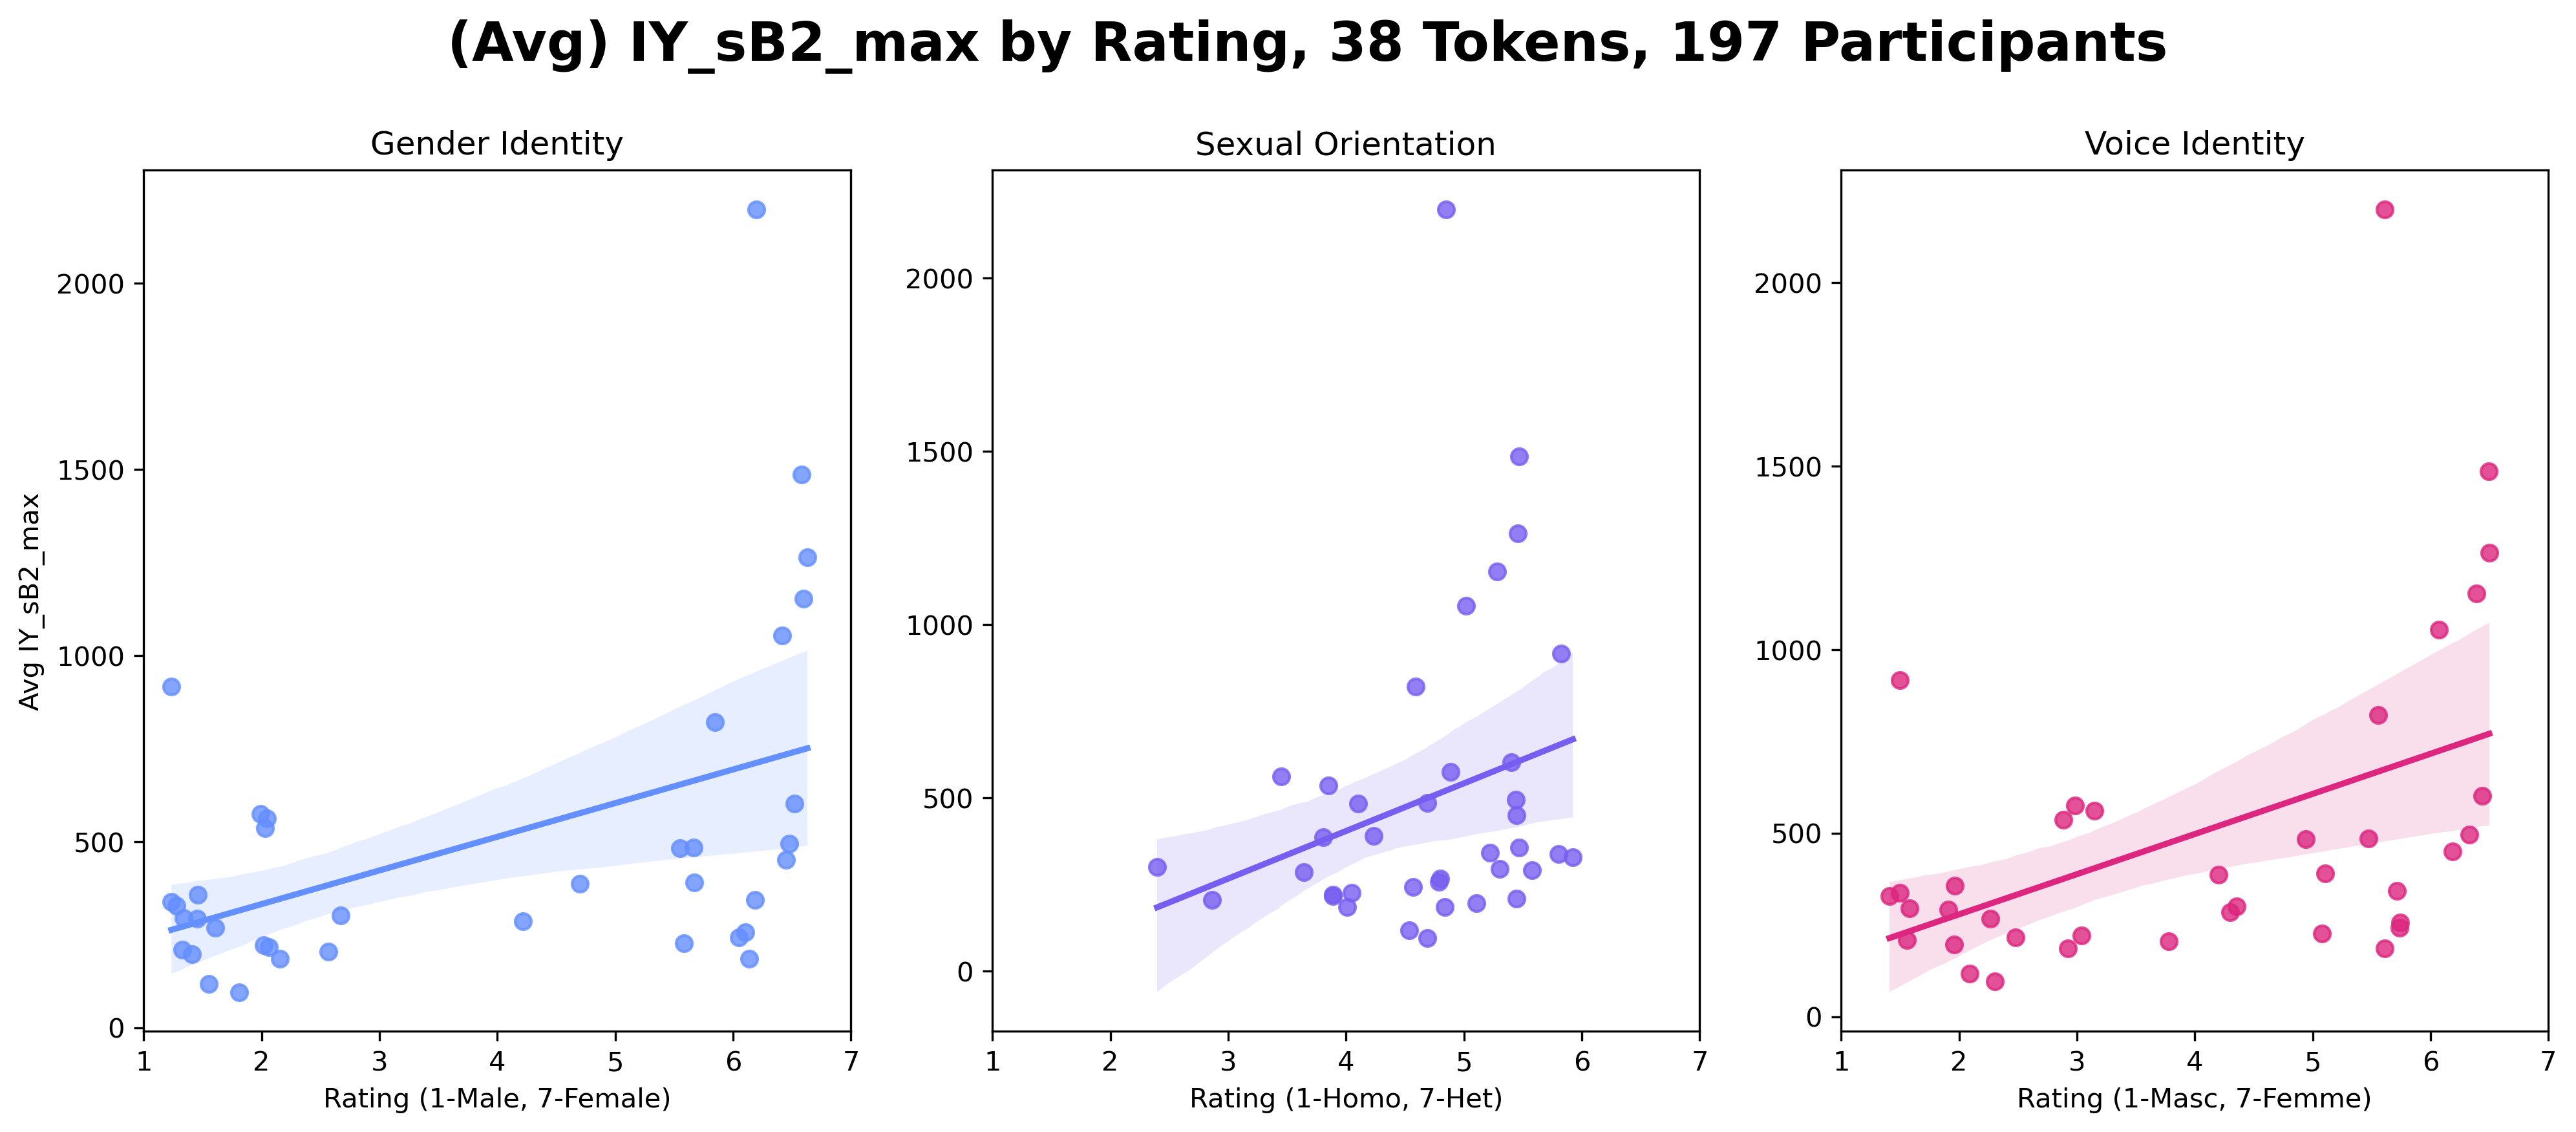 (Avg) IY_sB2_max by Rating, 38 Tokens, 197 Participants
Gender Identity
Avg IY_sB2_max
2000
1500
1000
500
0
1 2 3 4 5 6 7
Rating (1-Male, 7-Female)
Sexual Orientation
2000
1500
1000
500
0
1 2 3 4 5 6 7
Rating (1-Homo, 7-Het)
Voice Identity
2000
1500
1000
500
0
1 2 3 4 5 6 7
Rating (1-Masc, 7-Femme)